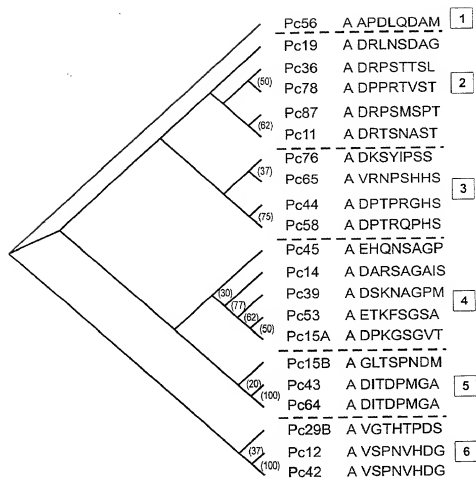 Pc56 A APDLQDAM 1
Pc19 A DRLNSDAG
Pc36 A DRPSTTSL
(50) Pc78 A DPPRTVST 2
Pc87 A DRPSMSPT
(62) Pc11 A DRTSNAST
Pc76 A DKSYIPSS
(37) Pc65 A VRNPSHHS 3
Pc44 A DPTPRGHS
(75) Pc58 A DPTRQPHS
Pc45 A EHQNSAGP
Pc14 A DARSAGAIS
(30) Pc39 A DSKNAGPM 4
(77)
(62) Pc53 A ETKFSGSA
(50) Pc15A A DPKGSGVT
Pc15B A GLTSPNDM
(20) Pc43 A DITDPMGA 5
(100) Pc64 A DITDPMGA
Pc29B A VGTHTPDS
(37) Pc12 A VSPNVHDG 6
(100) Pc42 A VSPNVHDG